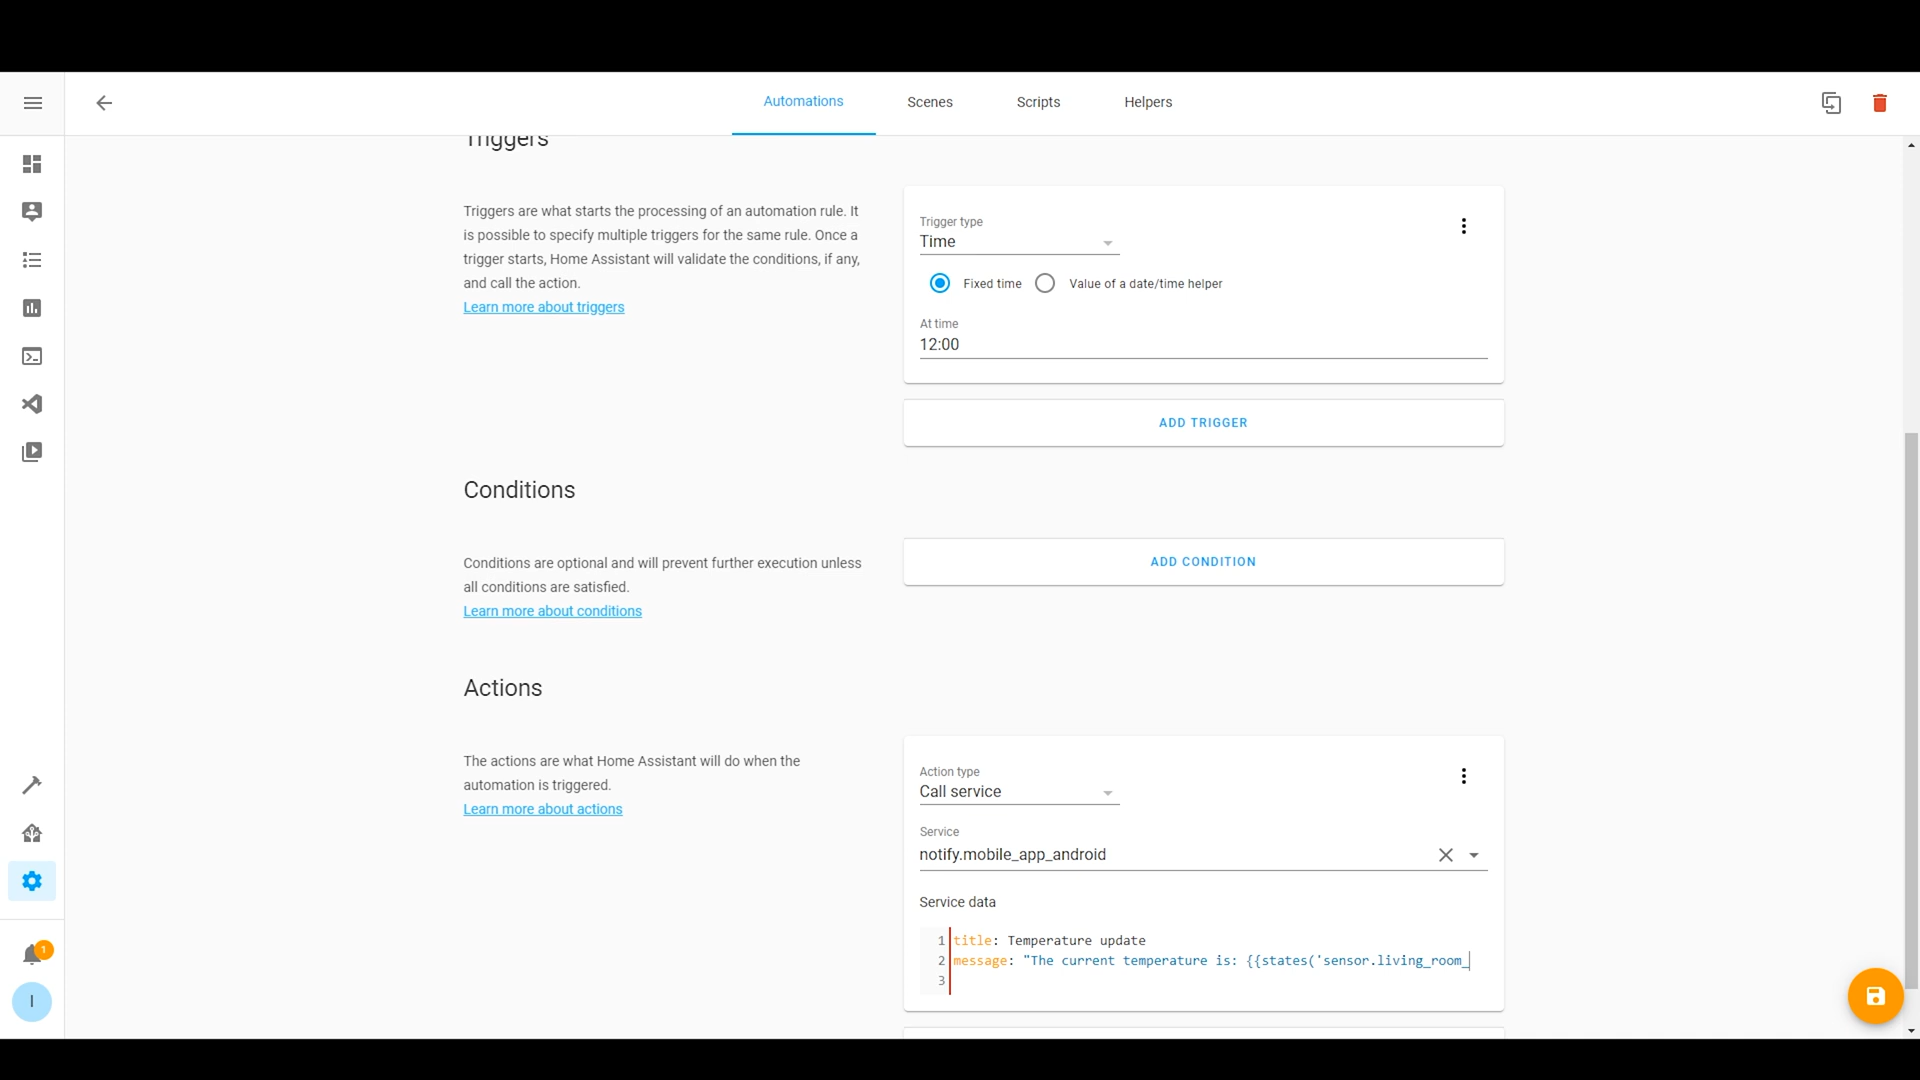 Automations
Scenes
Scripts
Helpers
Triggers
Triggers are what starts the processing of an automation rule. It
is possible to specify multiple triggers for the same rule. Once a
trigger starts, Home Assistant will validate the conditions, if any,
and call the action.
Learn more about triggers
Trigger type
Time
Fixed time
Value of a date/time helper
At time
12:00
ADD TRIGGER
Conditions
Conditions are optional and will prevent further execution unless
all conditions are satisfied.
Learn more about conditions
ADD CONDITION
Actions
The actions are what Home Assistant will do when the
automation is triggered.
Learn more about actions
Action type
Call service
Service
notify.mobile_app_android
Service data
1 title: Temperature update
2 message: "The current temperature is: {{states('sensor.living_room_
3
1
I